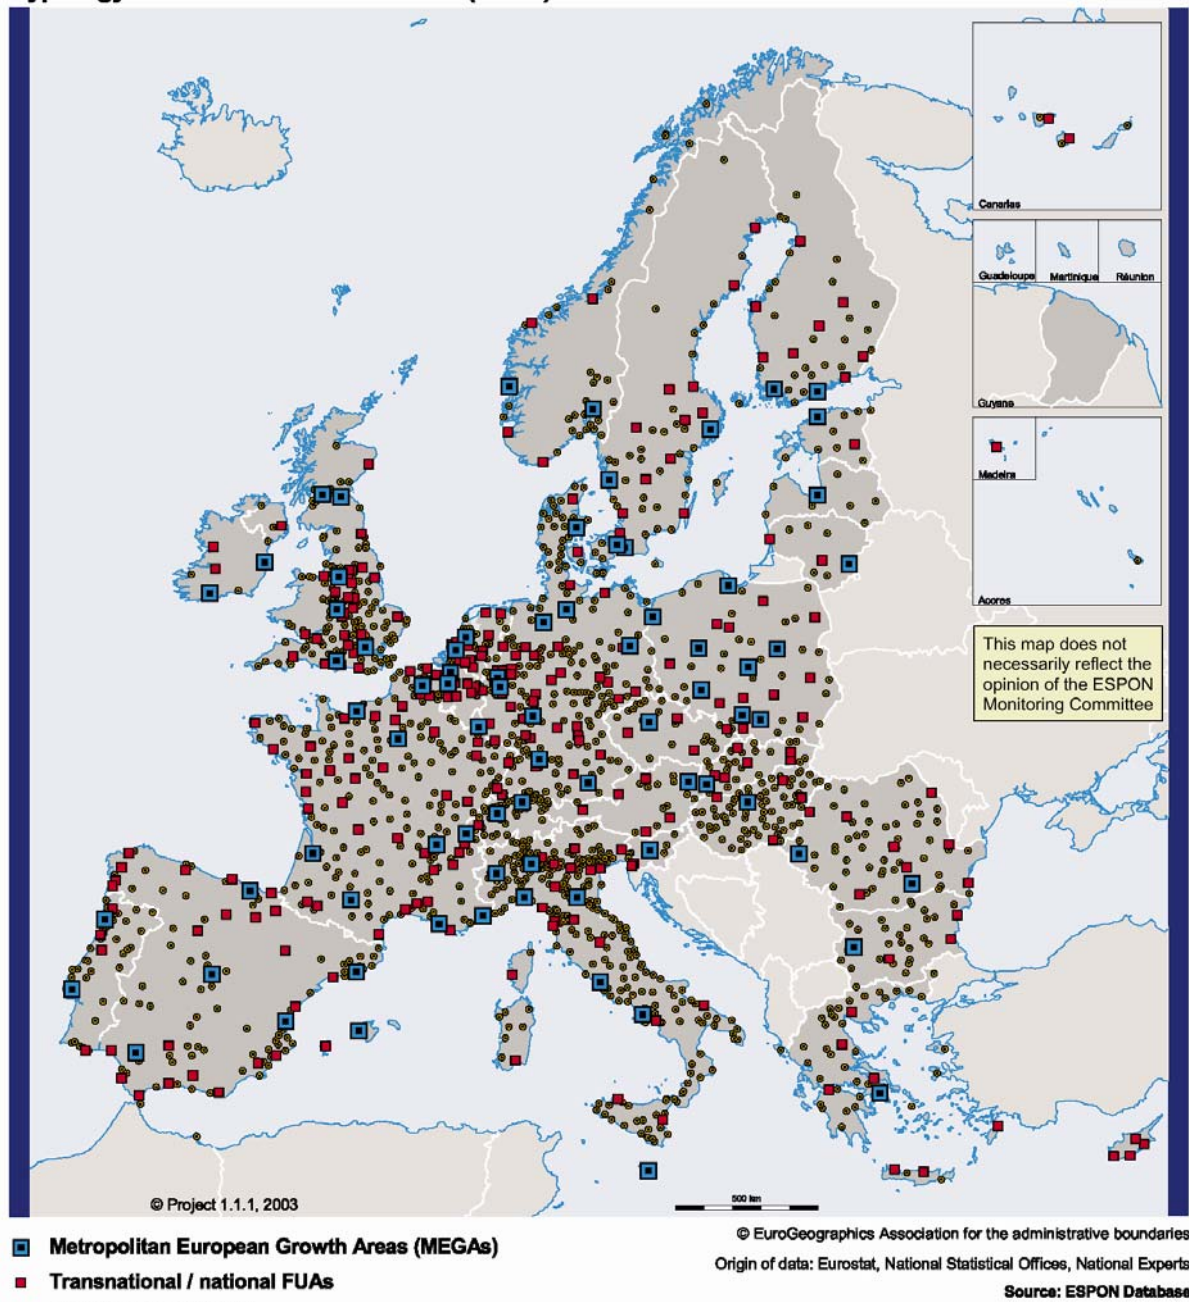 Canarias
Guadeloupe
Martinique
Réunion
Guyane
Madeira
Acores
This map does not
necessarily reflect the
opinion of the ESPON
Monitoring Committee
500 km
© Project 1.1.1, 2003
© EuroGeographics Association for the administrative boundaries
Metropolitan European Growth Areas (MEGAs)
Origin of data: Eurostat, National Statistical Offices, National Experts
Transnational / national FUAs
Source: ESPON Database